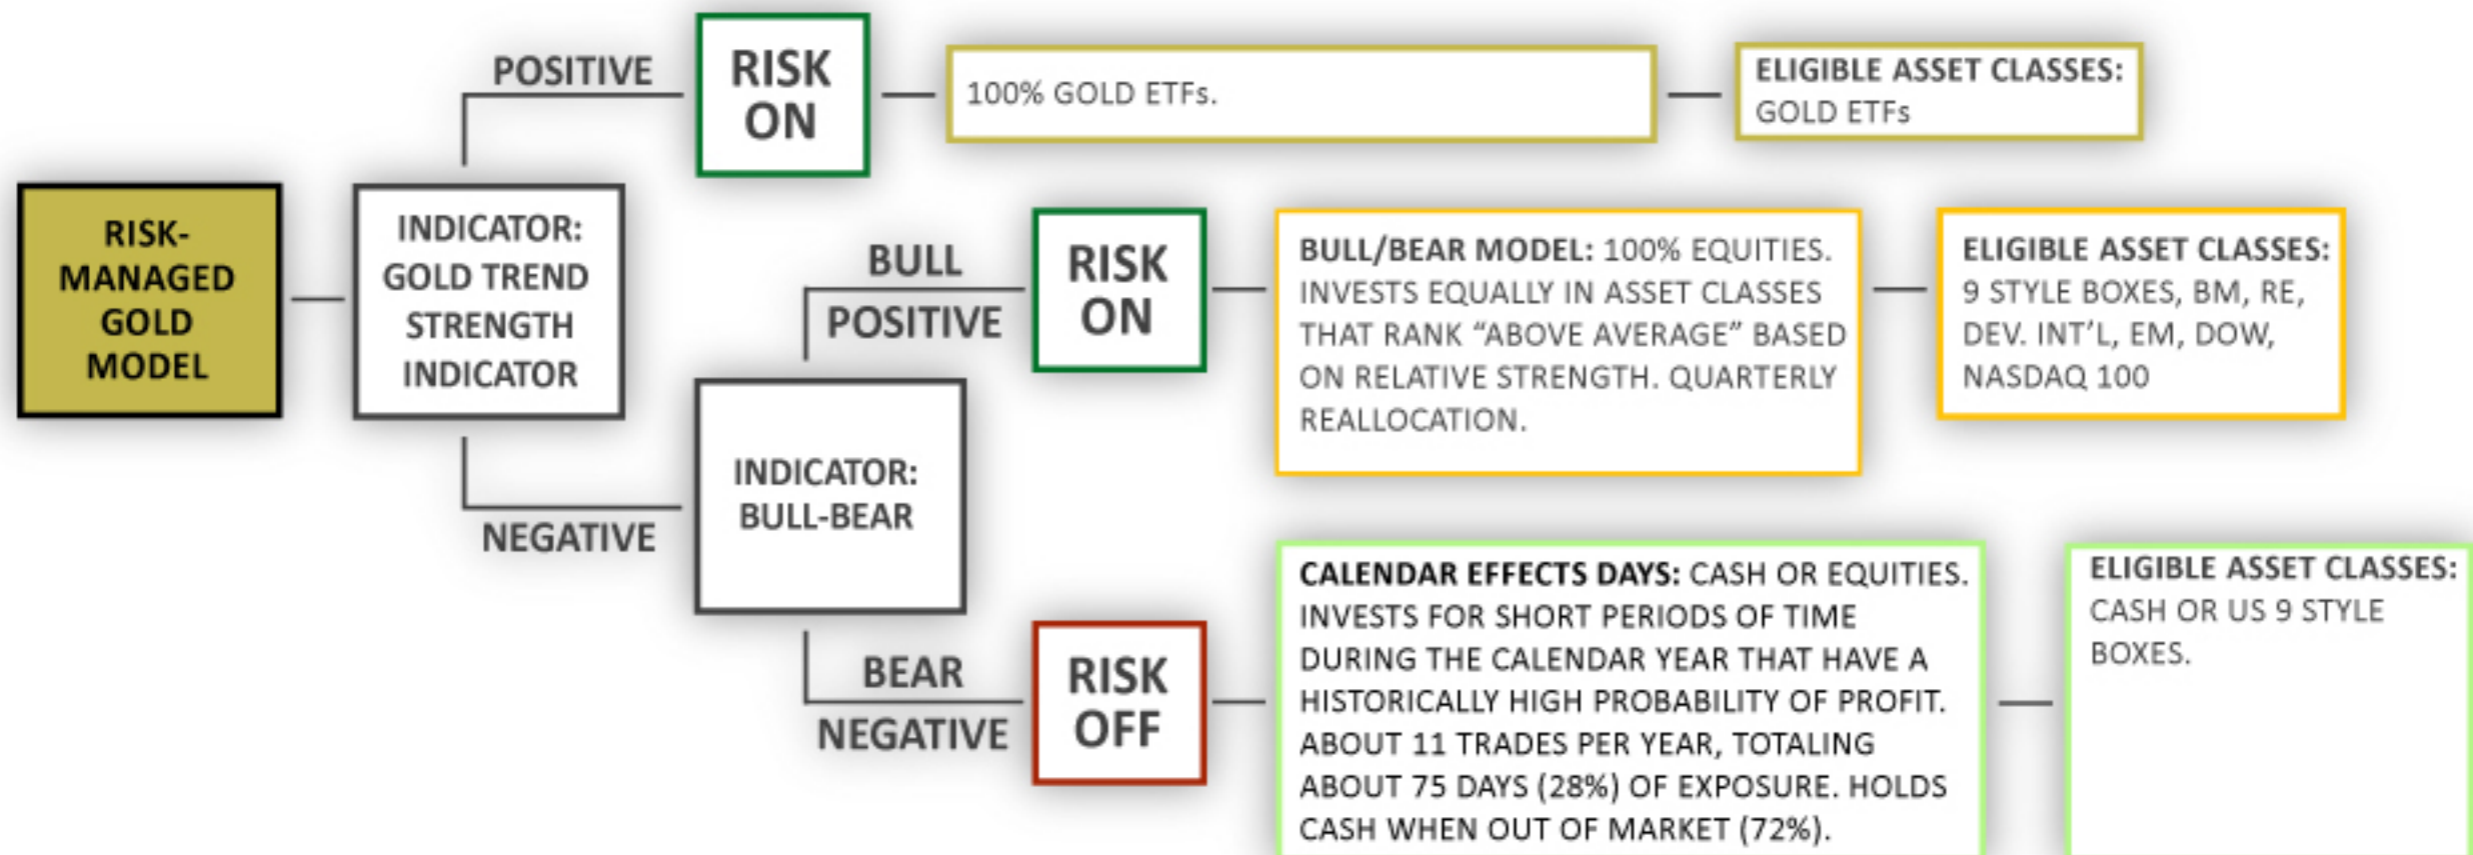 RISK-
MANAGED
GOLD
MODEL
INDICATOR:
GOLD TREND
STRENGTH
INDICATOR
POSITIVE
RISK
ON
100% GOLD ETFs.
ELIGIBLE ASSET CLASSES:
GOLD ETFs
NEGATIVE
INDICATOR:
BULL-BEAR
BULL
POSITIVE
RISK
ON
BULL/BEAR MODEL: 100% EQUITIES.
INVESTS EQUALLY IN ASSET CLASSES
THAT RANK “ABOVE AVERAGE” BASED
ON RELATIVE STRENGTH. QUARTERLY
REALLOCATION.
ELIGIBLE ASSET CLASSES:
9 STYLE BOXES, BM, RE,
DEV. INT’L, EM, DOW,
NASDAQ 100
BEAR
NEGATIVE
RISK
OFF
CALENDAR EFFECTS DAYS: CASH OR EQUITIES.
INVESTS FOR SHORT PERIODS OF TIME
DURING THE CALENDAR YEAR THAT HAVE A
HISTORICALLY HIGH PROBABILITY OF PROFIT.
ABOUT 11 TRADES PER YEAR, TOTALING
ABOUT 75 DAYS (28%) OF EXPOSURE. HOLDS
CASH WHEN OUT OF MARKET (72%).
ELIGIBLE ASSET CLASSES:
CASH OR US 9 STYLE
BOXES.